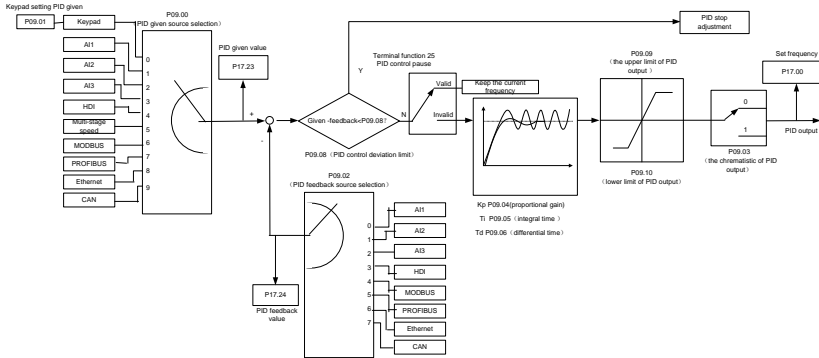 Keypad setting PID given
P09.01
Keypad
AI1
AI2
AI3
HDI
Multi-stage
speed
MODBUS
PROFIBUS
Ethernet
CAN
P09.00
(PID given source selection)
0
1
2
3
4
5
6
7
8
9
PID given value
P17.23
+
-
Y
Given -feedback<P09.08?
N
P09.08 (PID control deviation limit)
Terminal function 25
PID control pause
Valid
Invalid
Keep the current
frequency
PID stop
adjustment
Kp P09.04(proportional gain)
Ti P09.05 (integral time)
Td P09.06 (differential time)
P09.09
(the upper limit of PID
output )
P09.10
(lower limit of PID output)
0
1
P09.03
(the chrematistic of PID
output)
Set frequency
P17.00
PID output
P09.02
(PID feedback source selection)
0
1
2
3
4
5
6
7
AI1
AI2
AI3
HDI
MODBUS
PROFIBUS
Ethernet
CAN
P17.24
PID feedback
value